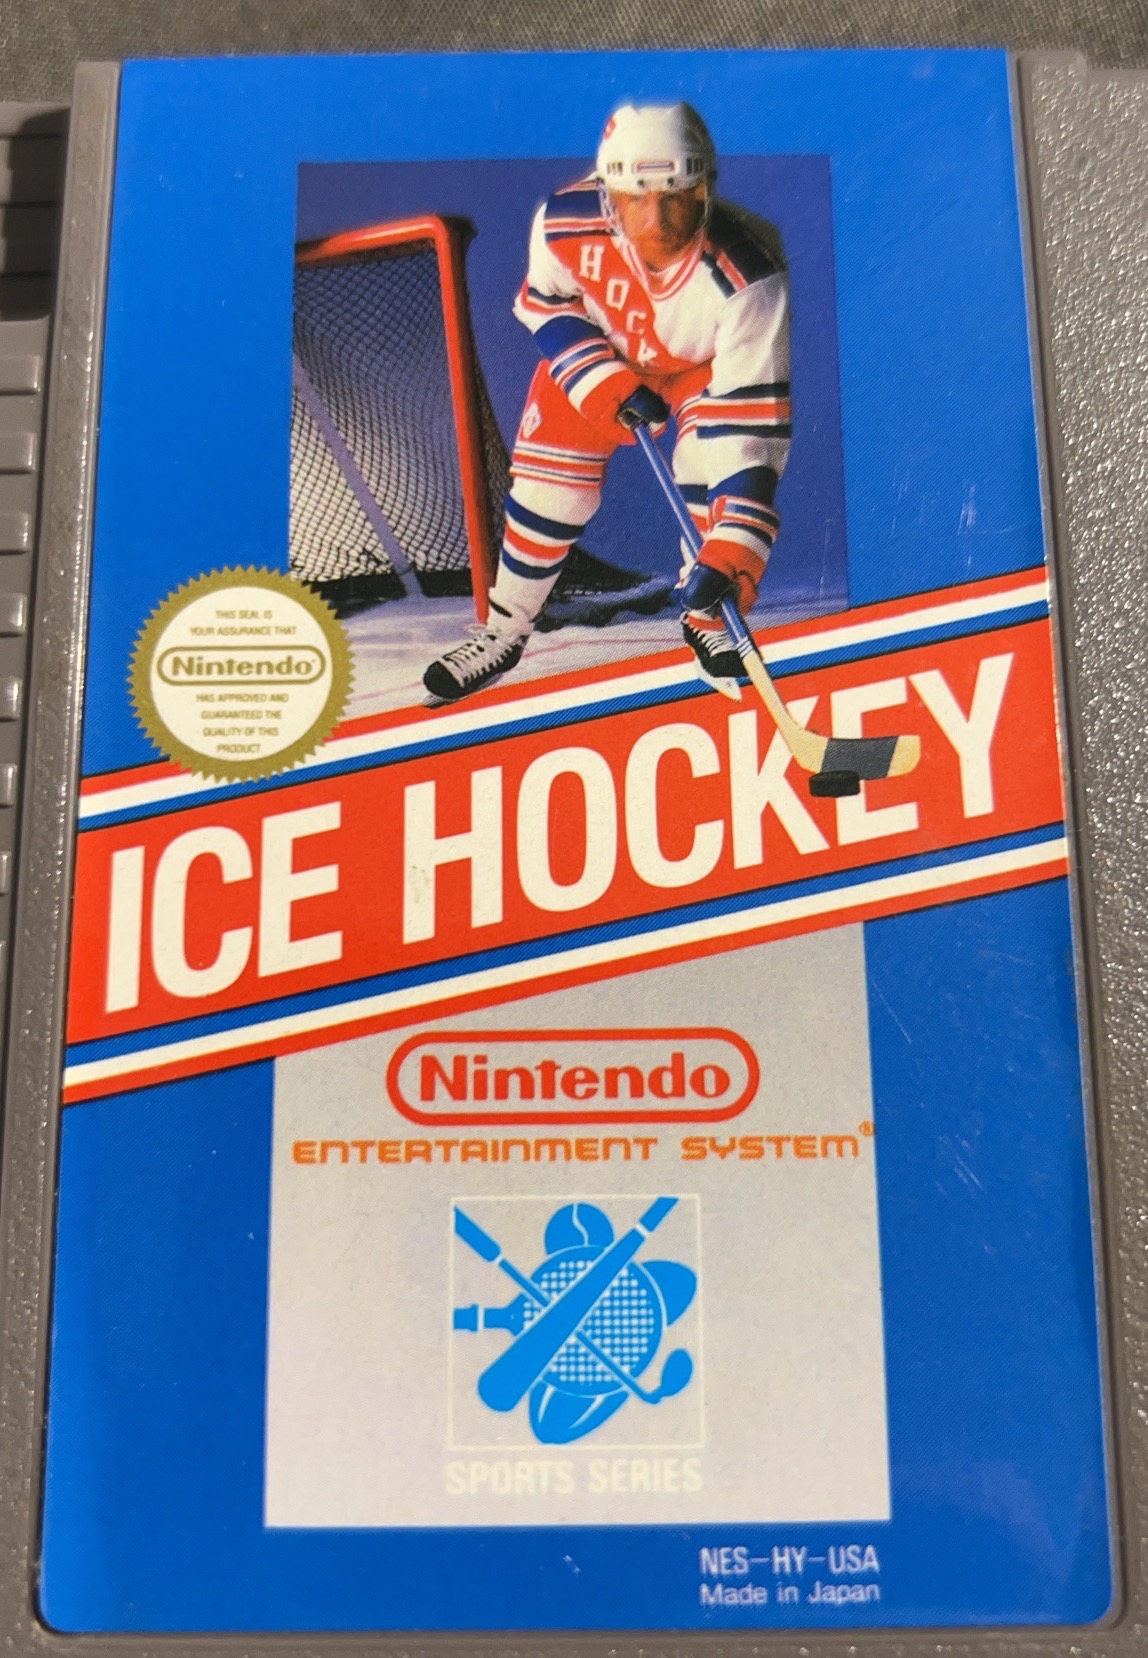 HOCK
THIS SEAL IS
YOUR ASSURANCE THAT
Nintendo®
HAS APPROVED AND
GUARANTEED THE
QUALITY OF THIS
PRODUCT
ICE HOCKEY
Nintendo
ENTERTAINMENT SYSTEM®
SPORTS SERIES
NES-HY-USA
Made in Japan